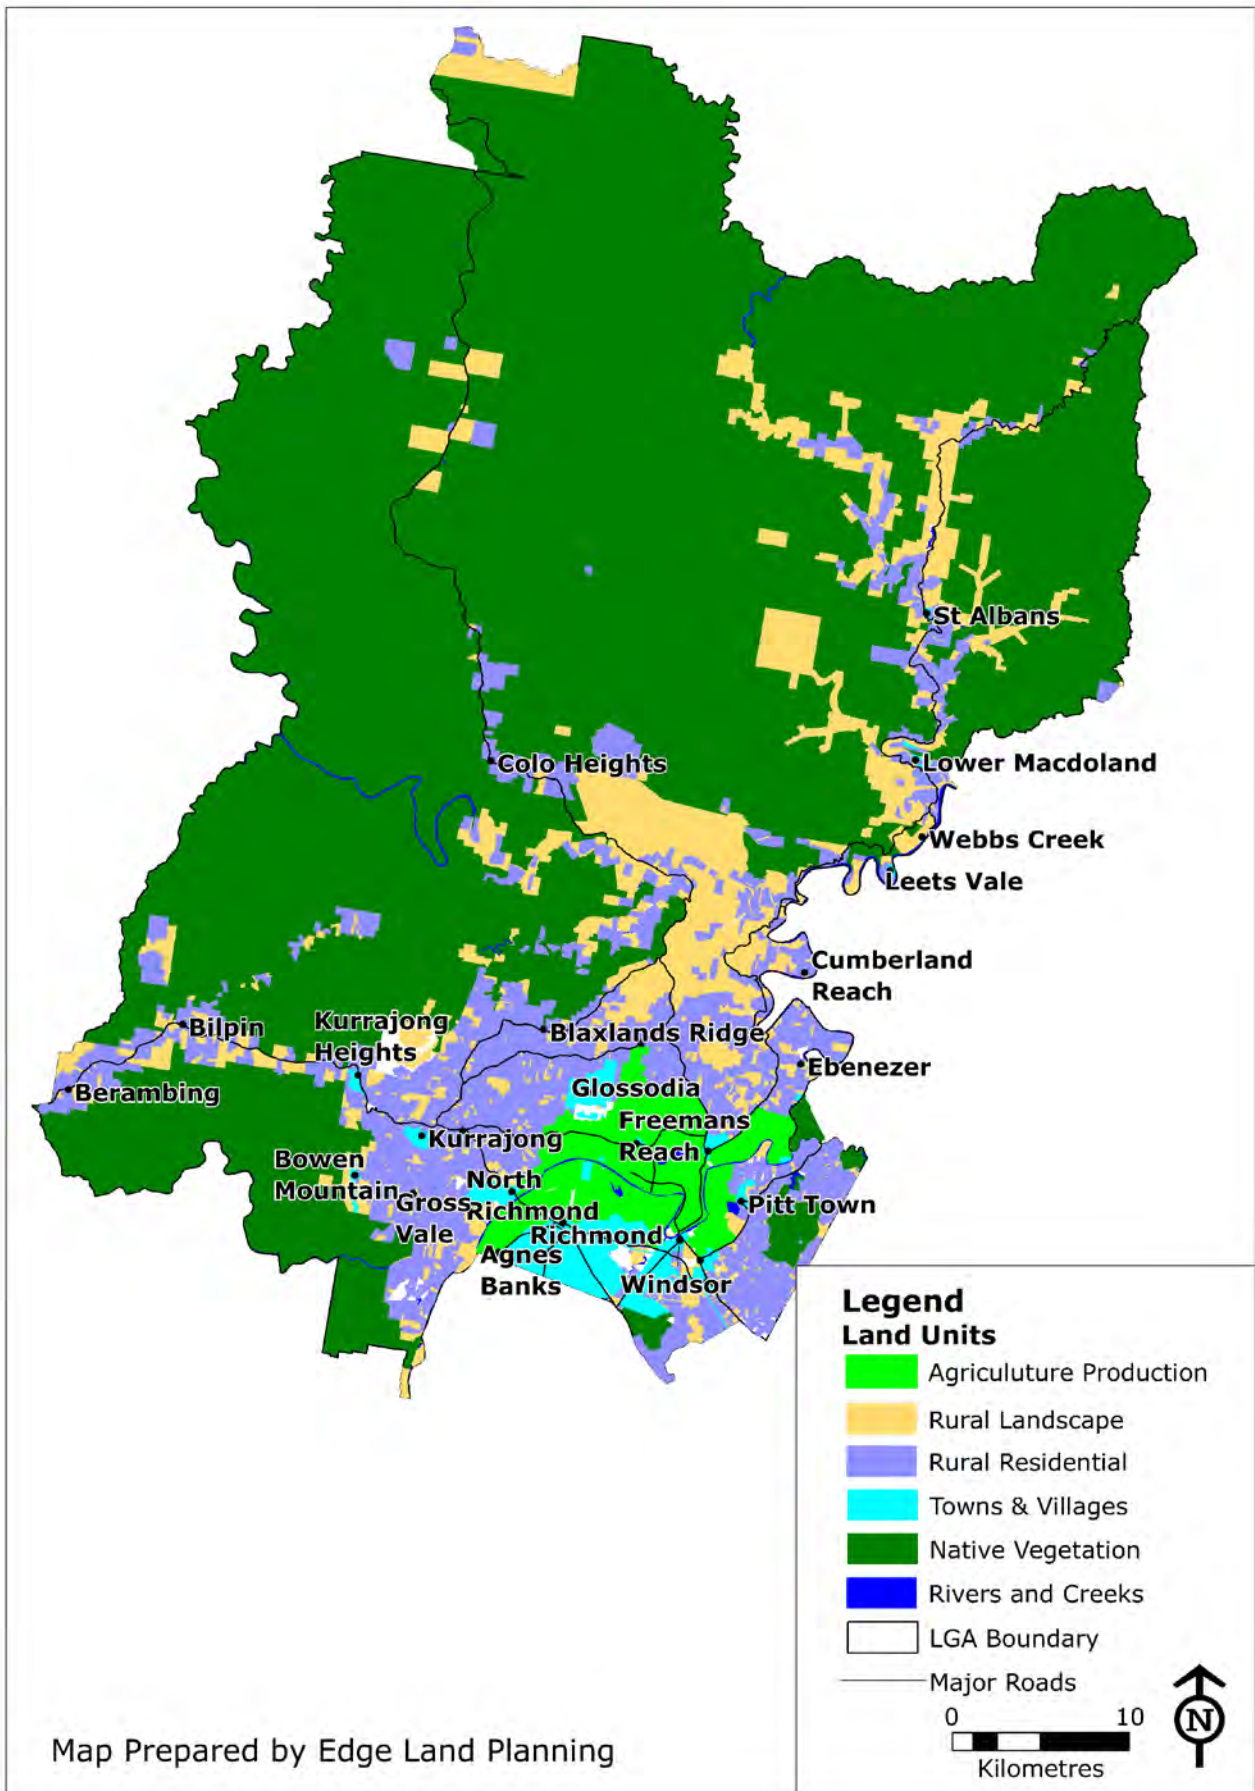 St Albans
Colo Heights
Lower Macdoland
Webbs Creek
Leets Vale
Cumberland
Reach
Bilpin
Kurrajong
Heights
Blaxlands Ridge
Ebenezer
Berambing
Glossodia
Freemans
Reach
Kurrajong
Bowen
Mountain
North
Richmond
Gross
Vale
Pitt Town
Richmond
Agnes
Banks
Windsor
Legend
Land Units
Agriculuture Production
Rural Landscape
Rural Residential
Towns & Villages
Native Vegetation
Rivers and Creeks
LGA Boundary
Major Roads
0 10
Kilometres
N
Map Prepared by Edge Land Planning